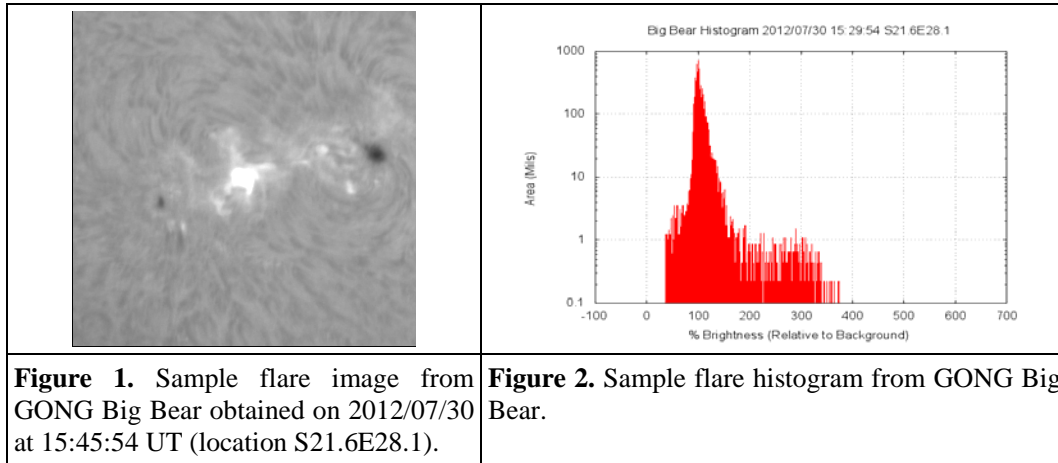 Big Bear Histogram 2012/07/30 15:29:54 S21.6E28.1
1000
100
10
1
0.1
Area (Mils)
-100 0 100 200 300 400 500 600 700
% Brightness (Relative to Background)
Figure 1. Sample flare image from
GONG Big Bear obtained on 2012/07/30
at 15:45:54 UT (location S21.6E28.1).
Figure 2. Sample flare histogram from GONG Big
Bear.